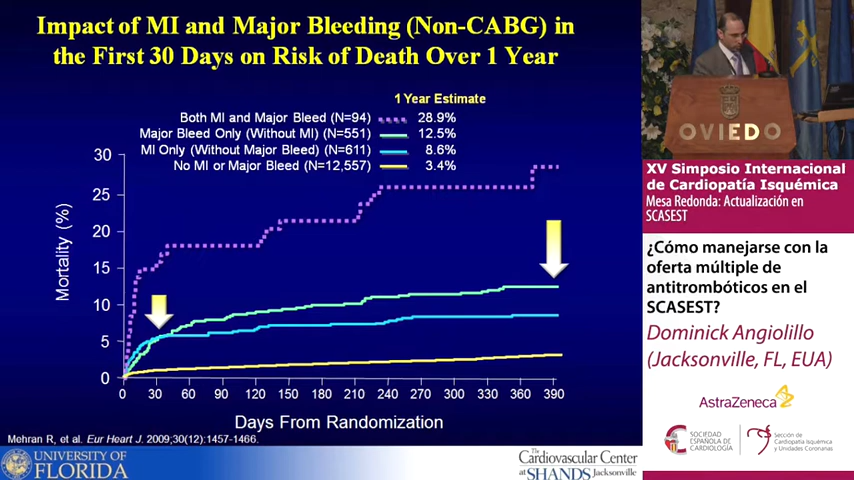 Impact of MI and Major Bleeding (Non-CABG) in
the First 30 Days on Risk of Death Over 1 Year
1 Year Estimate
Both MI and Major Bleed (N=94) 28.9%
Major Bleed Only (Without MI) (N=551) 12.5%
MI Only (Without Major Bleed) (N=611) 8.6%
No MI or Major Bleed (N=12,557) 3.4%
30
25
20
15
10
5
0
Mortality (%)
0 30 60 90 120 150 180 210 240 270 300 330 360 390
Days From Randomization
Mehran R, et al. Eur Heart J. 2009;30(12):1457-1466.
UNIVERSITY of
FLORIDA
The
Cardiovascular Center
at SHANDS Jacksonville
OVIEDO
XV Simposio Internacional
de Cardiopatía Isquémica
Mesa Redonda: Actualización en
SCASEST
¿Cómo manejarse con la
oferta múltiple de
antitrombóticos en el
SCASEST?
Dominick Angiolillo
(Jacksonville, FL, EUA)
AstraZeneca
SOCIEDAD
ESPAÑOLA DE
CARDIOLOGÍA
Sección de
Cardiopatía Isquémica
y Unidades Coronarias